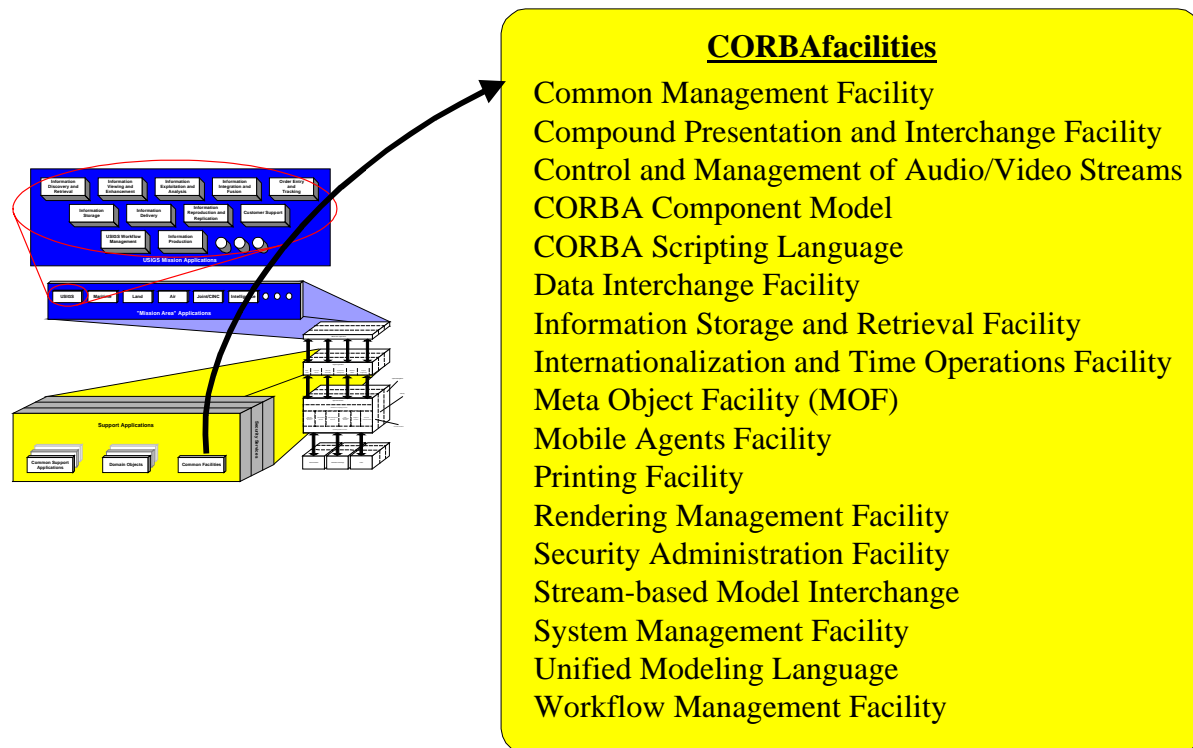 CORBAfacilities
Common Management Facility
Compound Presentation and Interchange Facility
Control and Management of Audio/Video Streams
CORBA Component Model
CORBA Scripting Language
Data Interchange Facility
Information Storage and Retrieval Facility
Internationalization and Time Operations Facility
Meta Object Facility (MOF)
Mobile Agents Facility
Printing Facility
Rendering Management Facility
Security Administration Facility
Stream-based Model Interchange
System Management Facility
Unified Modeling Language
Workflow Management Facility
Information
Discovery and
Retrieval
Information
Viewing and
Enhancement
Information
Exploitation and
Analysis
Information
Integration and
Fusion
Order Entry
and
Tracking
Information
Storage
Information
Delivery
Information
Reproduction and
Replication
Customer Support
USIGS Workflow
Management
Information
Production
USIGS Mission Applications
USIGS
Maritime
Land
Air
Joint/CINC
Intelligence
"Mission Area" Applications
Support Applications
Security Services
Common Support
Applications
Domain Objects
Common Facilities